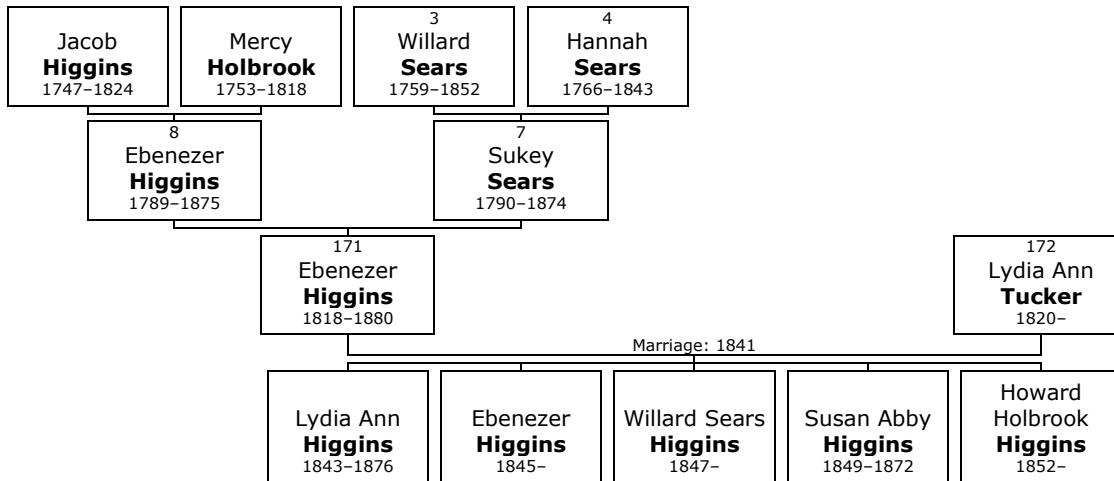 Jacob
Higgins
1747–1824
Mercy
Holbrook
1753–1818
3
Willard
Sears
1759–1852
4
Hannah
Sears
1766–1843
8
Ebenezer
Higgins
1789–1875
7
Sukey
Sears
1790–1874
171
Ebenezer
Higgins
1818–1880
172
Lydia Ann
Tucker
1820–
Marriage: 1841
Lydia Ann
Higgins
1843–1876
Ebenezer
Higgins
1845–
Willard Sears
Higgins
1847–
Susan Abby
Higgins
1849–1872
Howard
Holbrook
Higgins
1852–